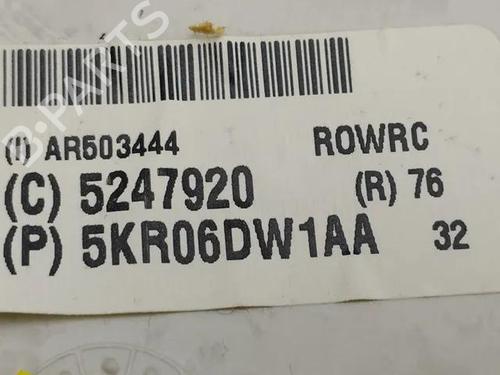 B-PARTS
(I) AR503444 ROWRC
(C) 5247920 (R) 76
(P) 5KR06DW1AA 32